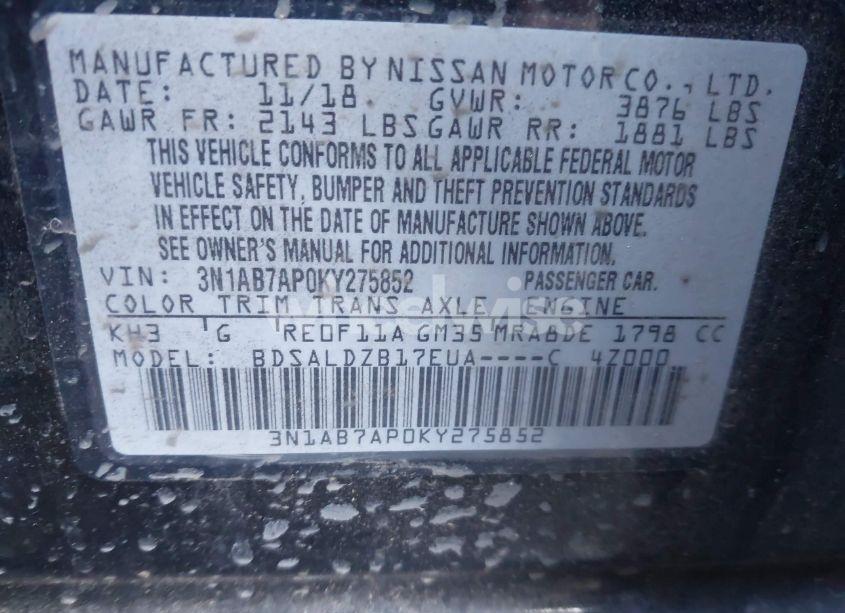 MANUFACTURED BY NISSAN MOTOR CO., LTD.
DATE: 11/18 GVWR: 3876 LBS
GAWR FR: 2143 LBS GAWR RR: 1881 LBS
THIS VEHICLE CONFORMS TO ALL APPLICABLE FEDERAL MOTOR
VEHICLE SAFETY, BUMPER AND THEFT PREVENTION STANDARDS
IN EFFECT ON THE DATE OF MANUFACTURE SHOWN ABOVE.
SEE OWNER'S MANUAL FOR ADDITIONAL INFORMATION.
VIN: 3N1AB7AP0KY275852 PASSENGER CAR.
COLOR TRIM TRANS AXLE ENGINE
KH3 G RE0F11A GM35 MRA8DE 1798 CC
MODEL: BDSALDZB17EUA----C 4Z000
3N1AB7AP0KY275852